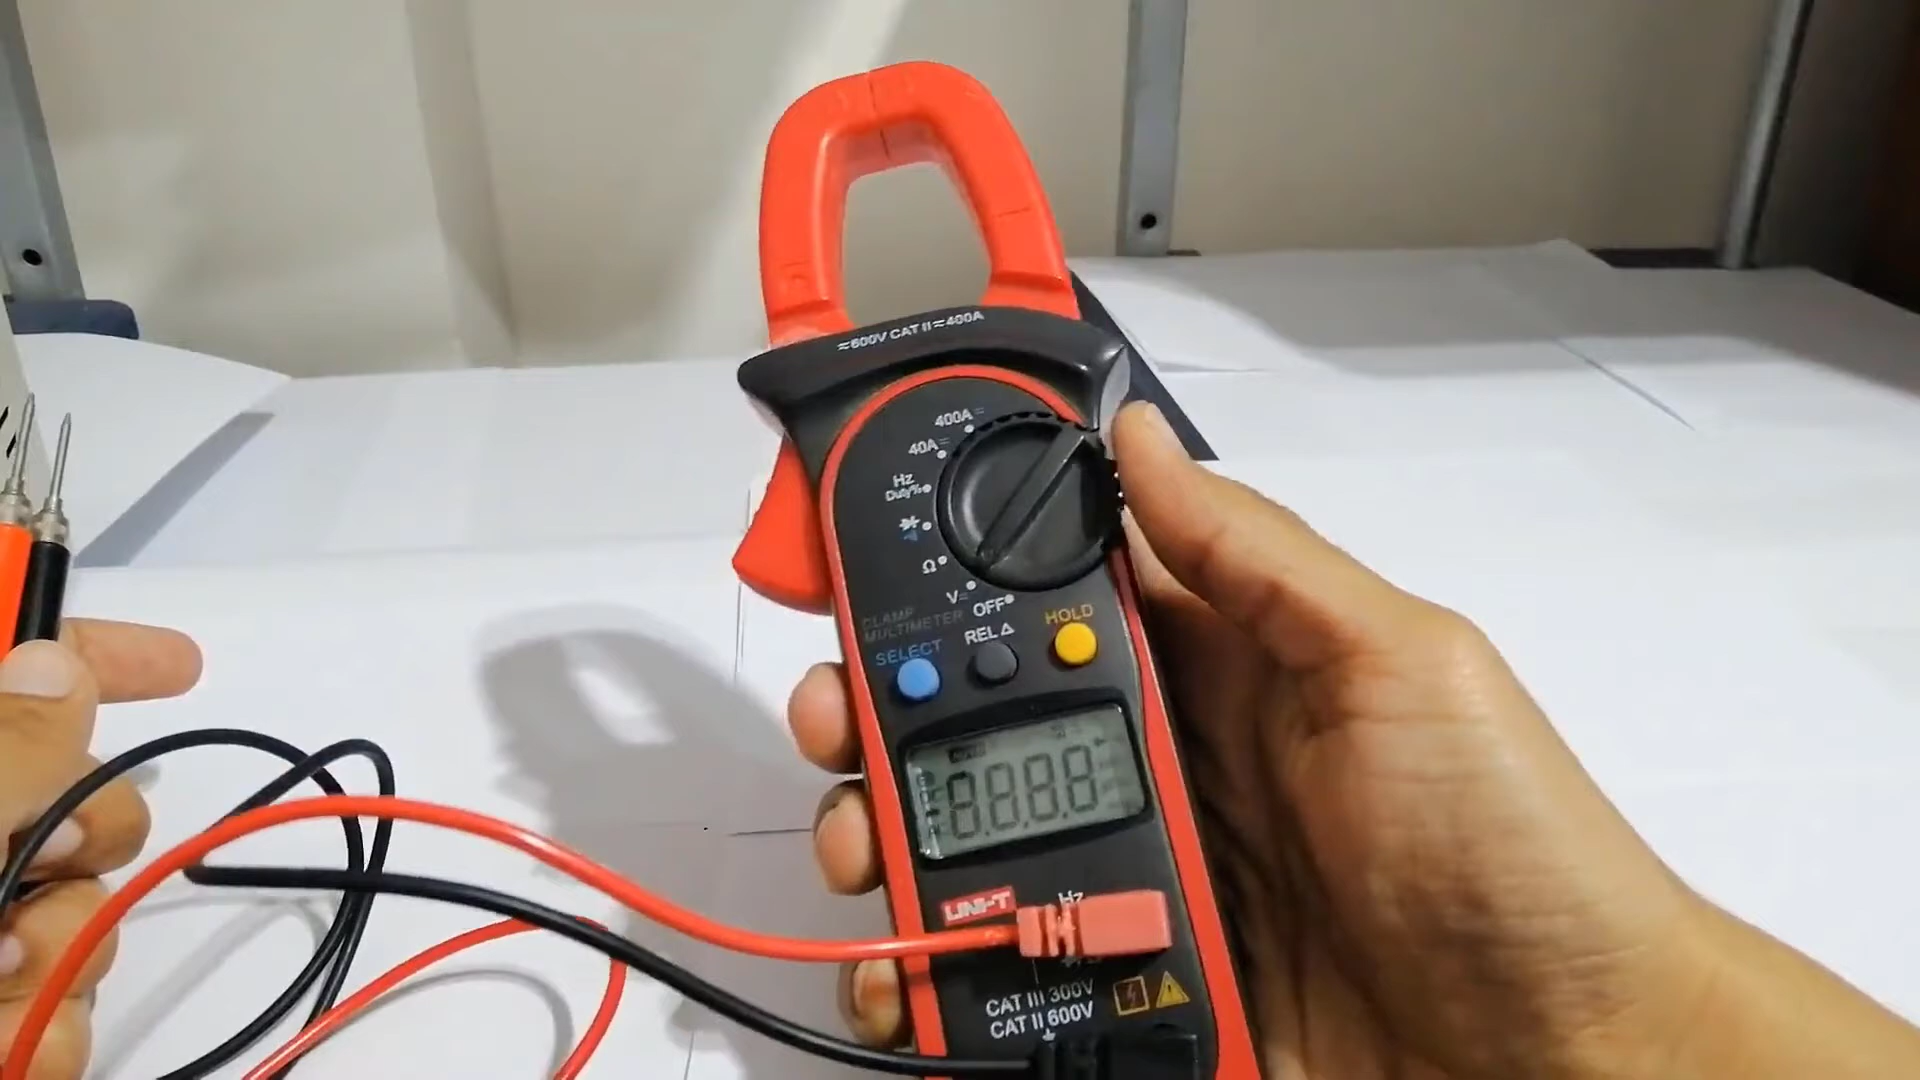 ≂600V CAT II ≂400A
400A
40A
Hz
Duty%
Ω
V
OFF
CLAMP
MULTIMETER
SELECT
REL Δ
HOLD
AUTO
8.8.8.8
UNI-T
Hz
CAT III 300V
CAT II 600V